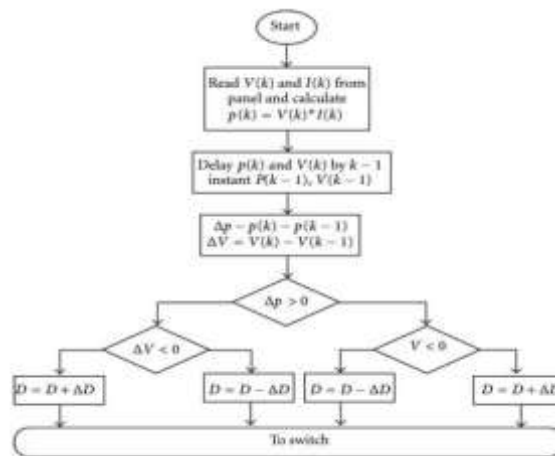 Start
Read V(k) and I(k) from
panel and calculate
p(k) = V(k)*I(k)
Delay p(k) and V(k) by k − 1
instant P(k − 1), V(k − 1)
Δp − p(k) − p(k − 1)
ΔV = V(k) − V(k − 1)
Δp > 0
ΔV < 0
V < 0
D = D + ΔD
D = D − ΔD
D = D − ΔD
D = D + ΔD
To switch